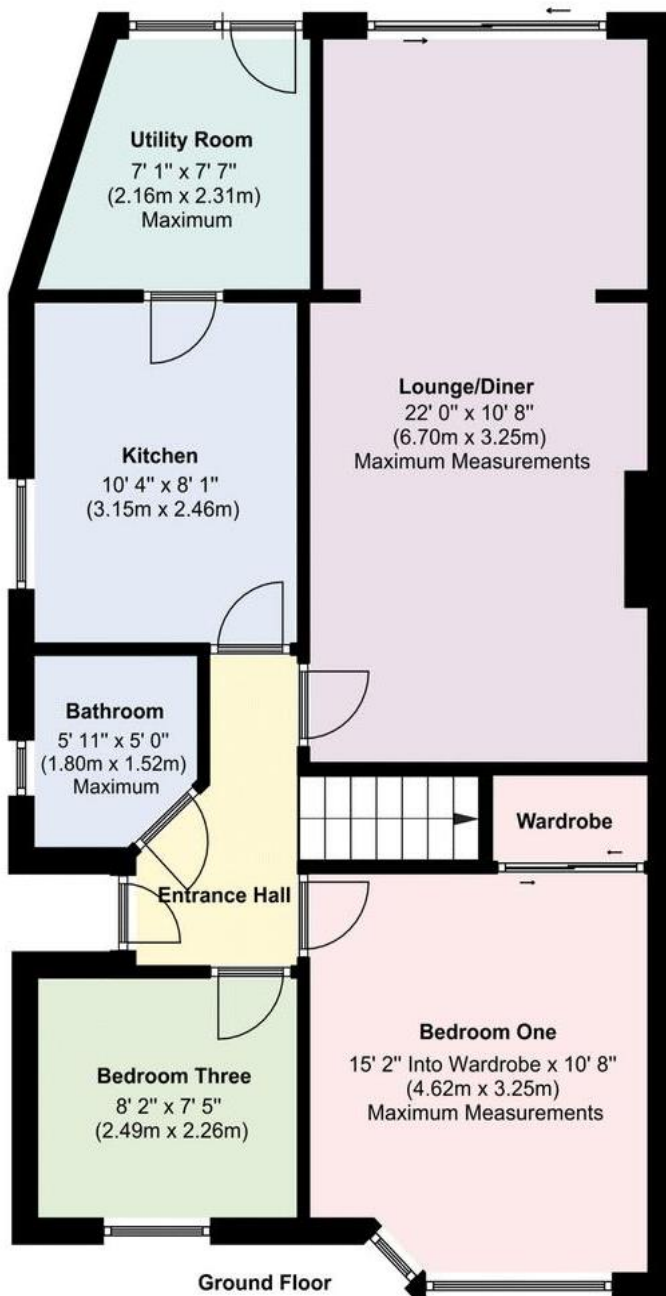 Utility Room
7' 1" x 7' 7"
(2.16m x 2.31m)
Maximum
Lounge/Diner
22' 0" x 10' 8"
(6.70m x 3.25m)
Maximum Measurements
Kitchen
10' 4" x 8' 1"
(3.15m x 2.46m)
Bathroom
5' 11" x 5' 0"
(1.80m x 1.52m)
Maximum
Wardrobe
Entrance Hall
Bedroom One
15' 2" Into Wardrobe x 10' 8"
(4.62m x 3.25m)
Maximum Measurements
Bedroom Three
8' 2" x 7' 5"
(2.49m x 2.26m)
Ground Floor